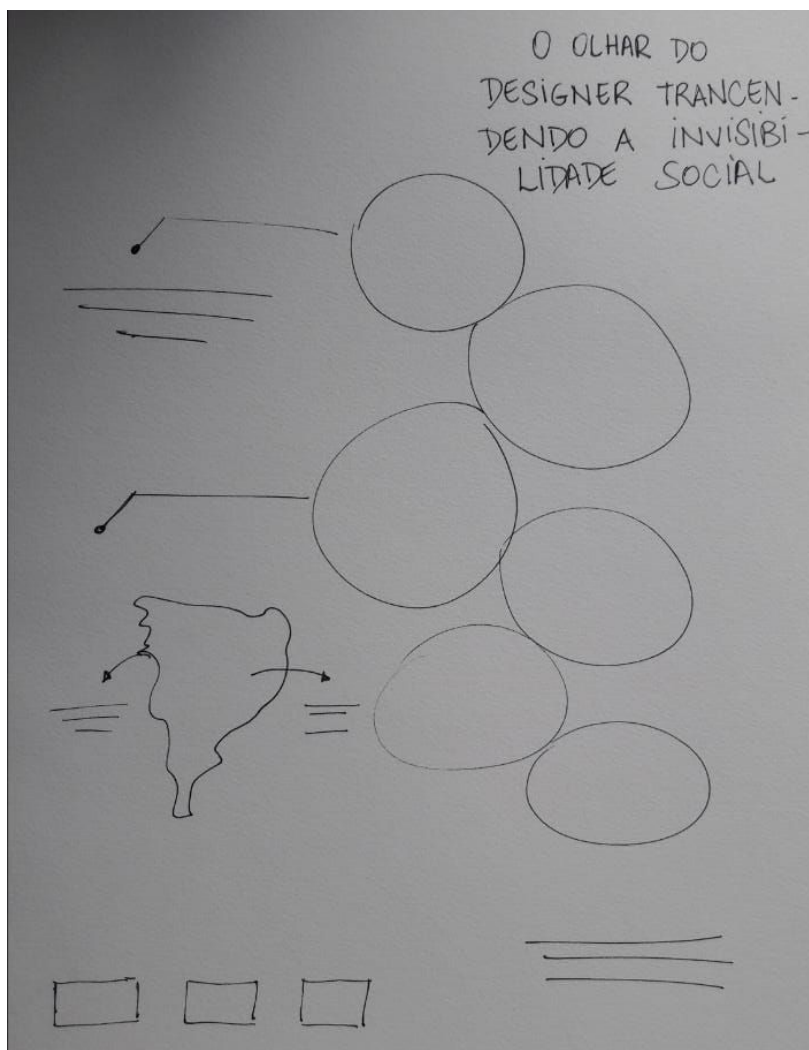 O OLHAR DO
DESIGNER TRANCEN-
DENDO A INVISIBI-
LIDADE SOCIAL